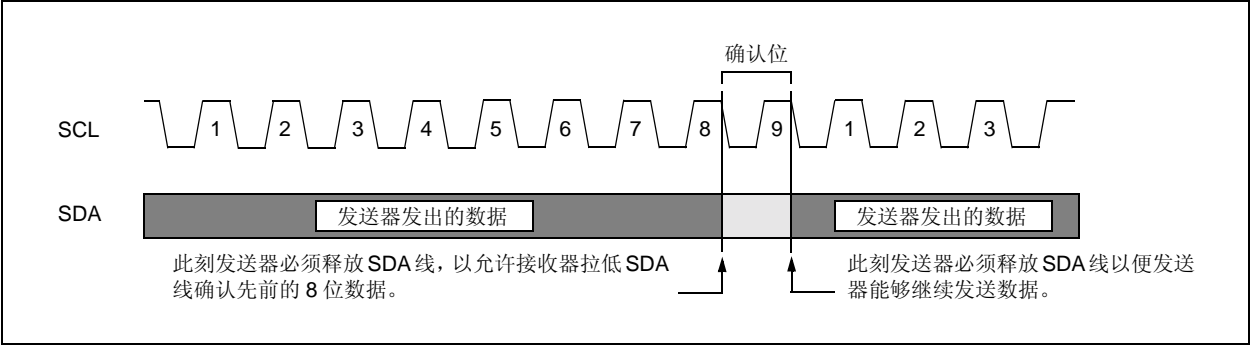 确认位
SCL
1 2 3 4 5 6 7 8 9 1 2 3
SDA
发送器发出的数据
发送器发出的数据
此刻发送器必须释放SDA线，以允许接收器拉低SDA
线确认先前的8位数据。
此刻发送器必须释放SDA线以便发送
器能够继续发送数据。